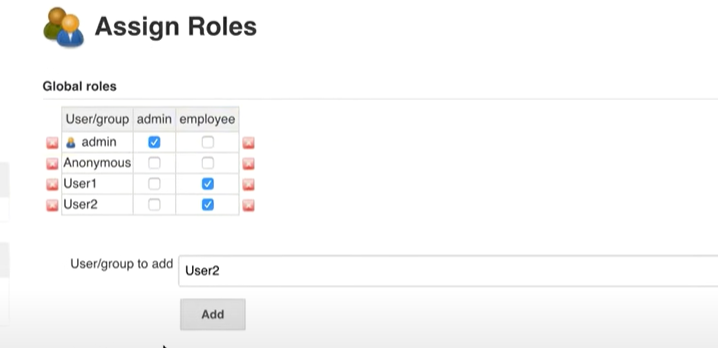 Assign Roles
Global roles
User/group admin employee
admin
Anonymous
User1
User2
User/group to add User2
Add